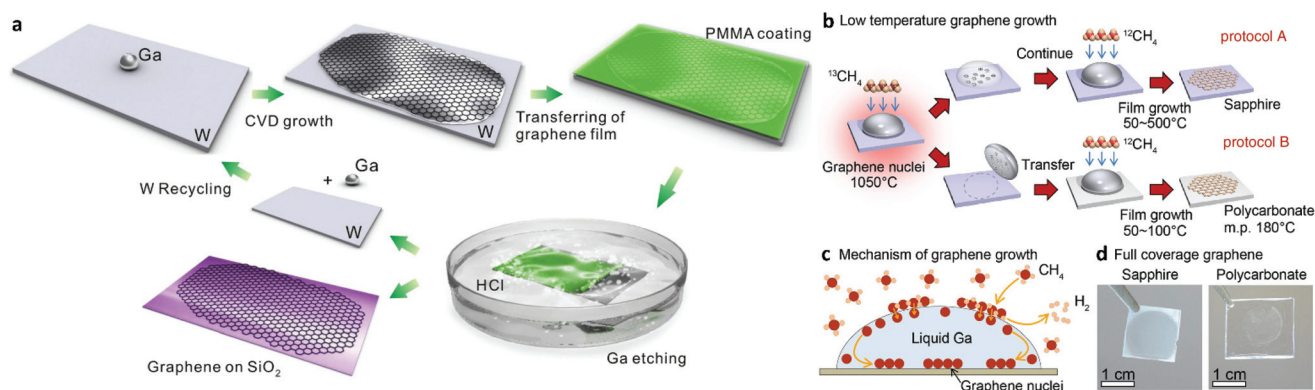 a
Ga
W
CVD growth
W
Transferring of
graphene film
PMMA coating
W Recycling
+ Ga
W
HCl
Ga etching
Graphene on SiO₂
b Low temperature graphene growth
¹³CH₄
Graphene nuclei
1050°C
Continue
¹²CH₄
protocol A
Film growth
50~500°C
Sapphire
Transfer
¹²CH₄
protocol B
Film growth
50~100°C
Polycarbonate
m.p. 180°C
c Mechanism of graphene growth
CH₄
H₂
Liquid Ga
Graphene nuclei
d Full coverage graphene
Sapphire
Polycarbonate
1 cm
1 cm